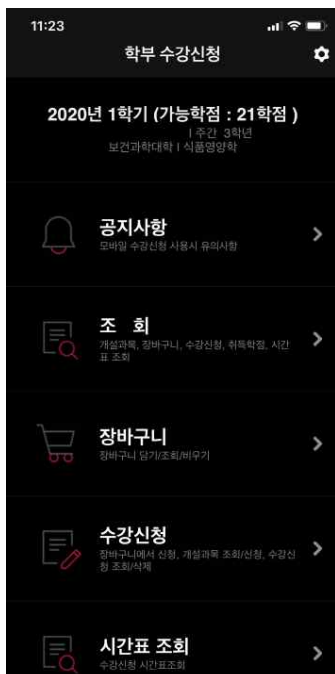 11:23
학부 수강신청
2020년 1학기 (가능학점 : 21학점 )
| 주간 3학년
보건과학대학 | 식품영양학
공지사항
모바일 수강신청 사용시 유의사항
조 회
개설과목, 장바구니, 수강신청, 취득학점, 시간
표 조회
장바구니
장바구니 담기/조회/비우기
수강신청
장바구니에서 신청, 개설과목 조회/신청, 수강신
청 조회/삭제
시간표 조회
수강신청 시간표조회